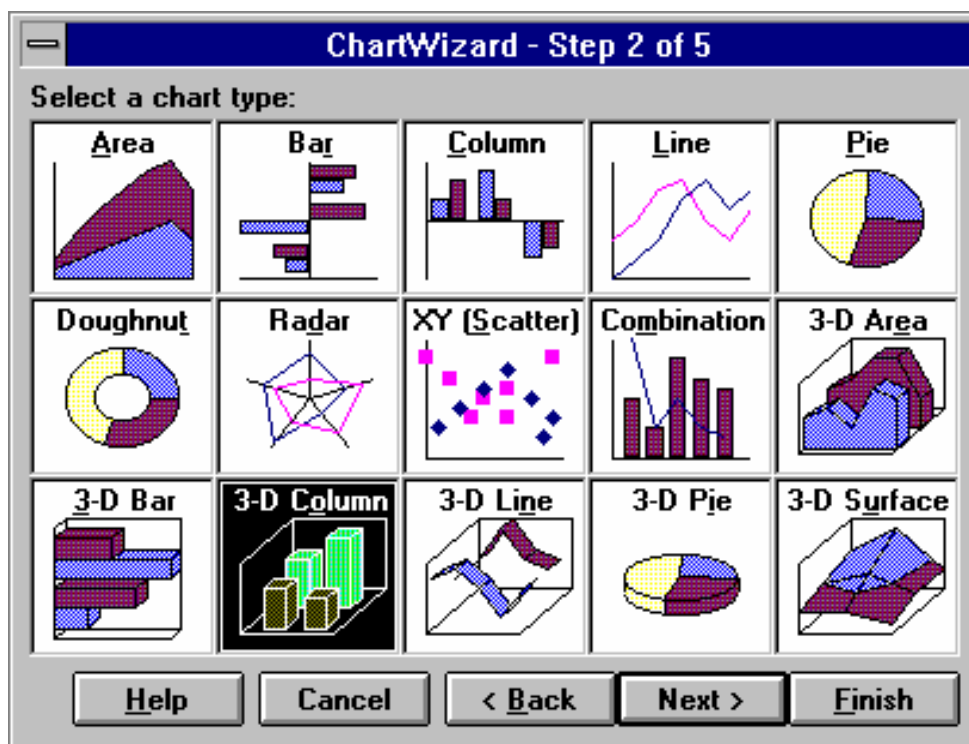 ChartWizard - Step 2 of 5
Select a chart type:
Area Bar Column Line Pie
Doughnut Radar XY (Scatter) Combination 3-D Area
3-D Bar 3-D Column 3-D Line 3-D Pie 3-D Surface
Help Cancel < Back Next > Finish